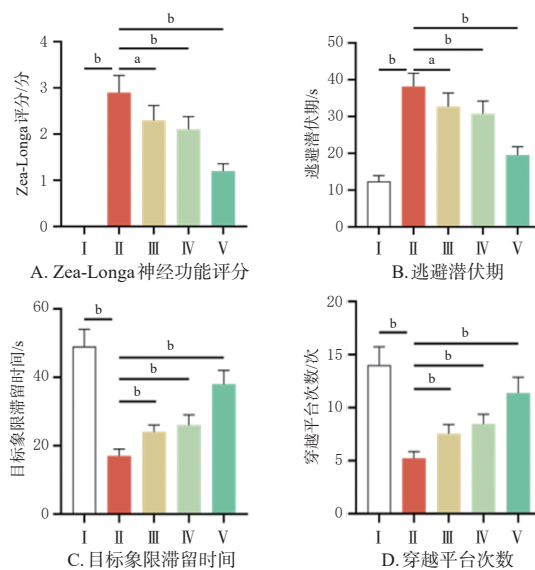 Zea-Longa评分/分
4
3
2
1
0
b
b
a
b
Ⅰ Ⅱ Ⅲ Ⅳ Ⅴ
A. Zea-Longa神经功能评分
逃避潜伏期/s
50
40
30
20
10
0
b
b
b a
Ⅰ Ⅱ Ⅲ Ⅳ Ⅴ
B. 逃避潜伏期
目标象限滞留时间/s
60
40
20
0
b
b
b
b
Ⅰ Ⅱ Ⅲ Ⅳ Ⅴ
C. 目标象限滞留时间
穿越平台次数/次
20
15
10
5
0
b
b
b
b
Ⅰ Ⅱ Ⅲ Ⅳ Ⅴ
D. 穿越平台次数